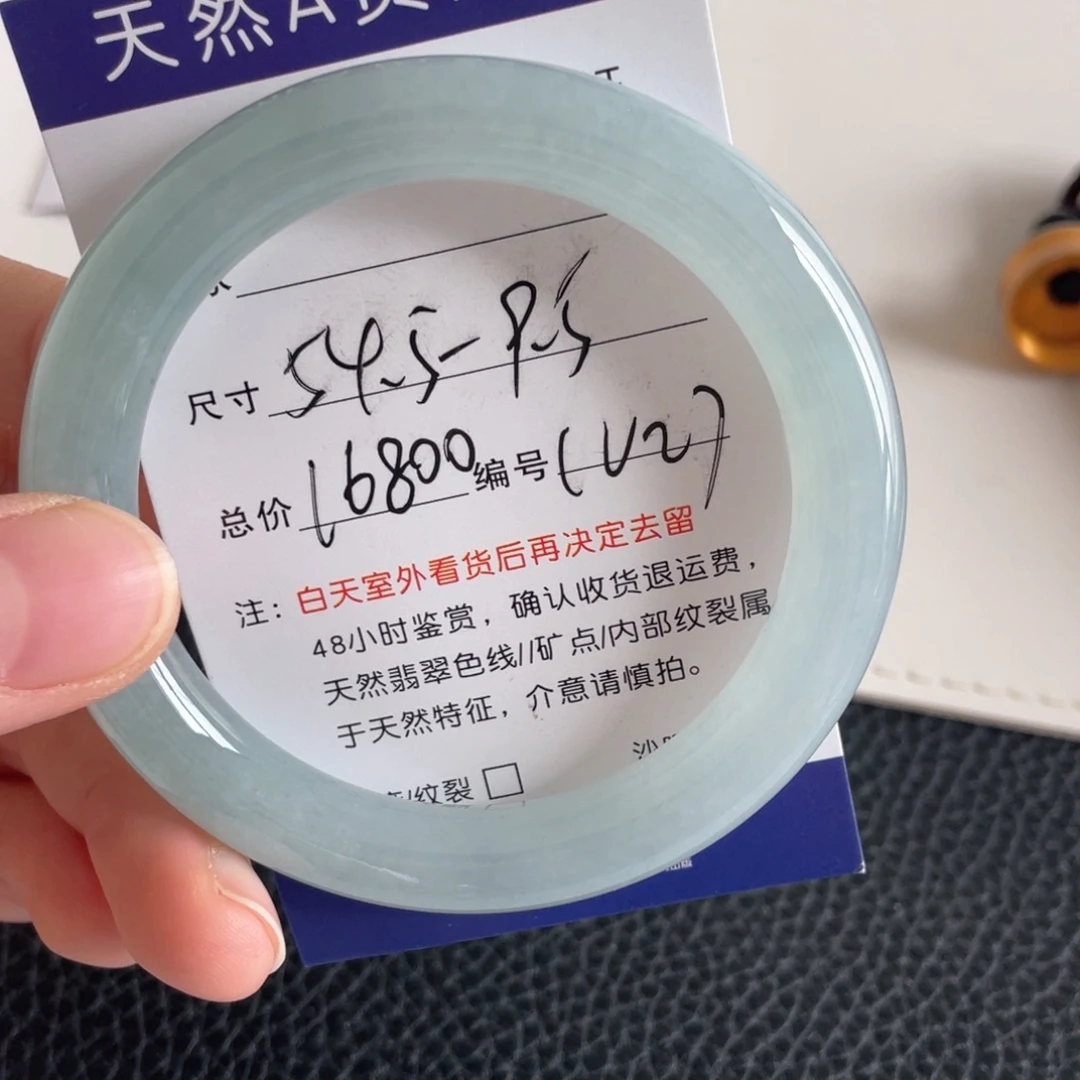 天然A货
尺寸 54.5-9.5
总价 16800 编号 (V2)
注：白天室外看货后再决定去留
48小时鉴赏，确认收货退运费，
天然翡翠色线//矿点/内部纹裂属
于天然特征，介意请慎拍。
纹裂 □